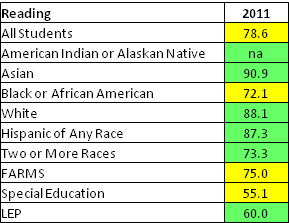 Reading 2011
All Students 78.6
American Indian or Alaskan Native na
Asian 90.9
Black or African American 72.1
White 88.1
Hispanic of Any Race 87.3
Two or More Races 73.3
FARMS 75.0
Special Education 55.1
LEP 60.0